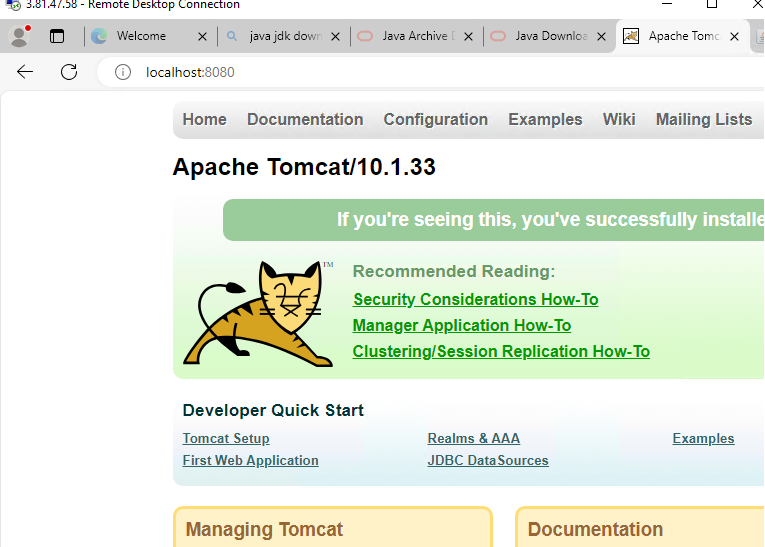 3.81.47.58 - Remote Desktop Connection
Welcome
java jdk down
Java Archive D
Java Downloa
Apache Tomc
localhost:8080
Home Documentation Configuration Examples Wiki Mailing Lists
Apache Tomcat/10.1.33
If you're seeing this, you've successfully installe
TM
Recommended Reading:
Security Considerations How-To
Manager Application How-To
Clustering/Session Replication How-To
Developer Quick Start
Tomcat Setup
First Web Application
Realms & AAA
JDBC DataSources
Examples
Managing Tomcat
Documentation